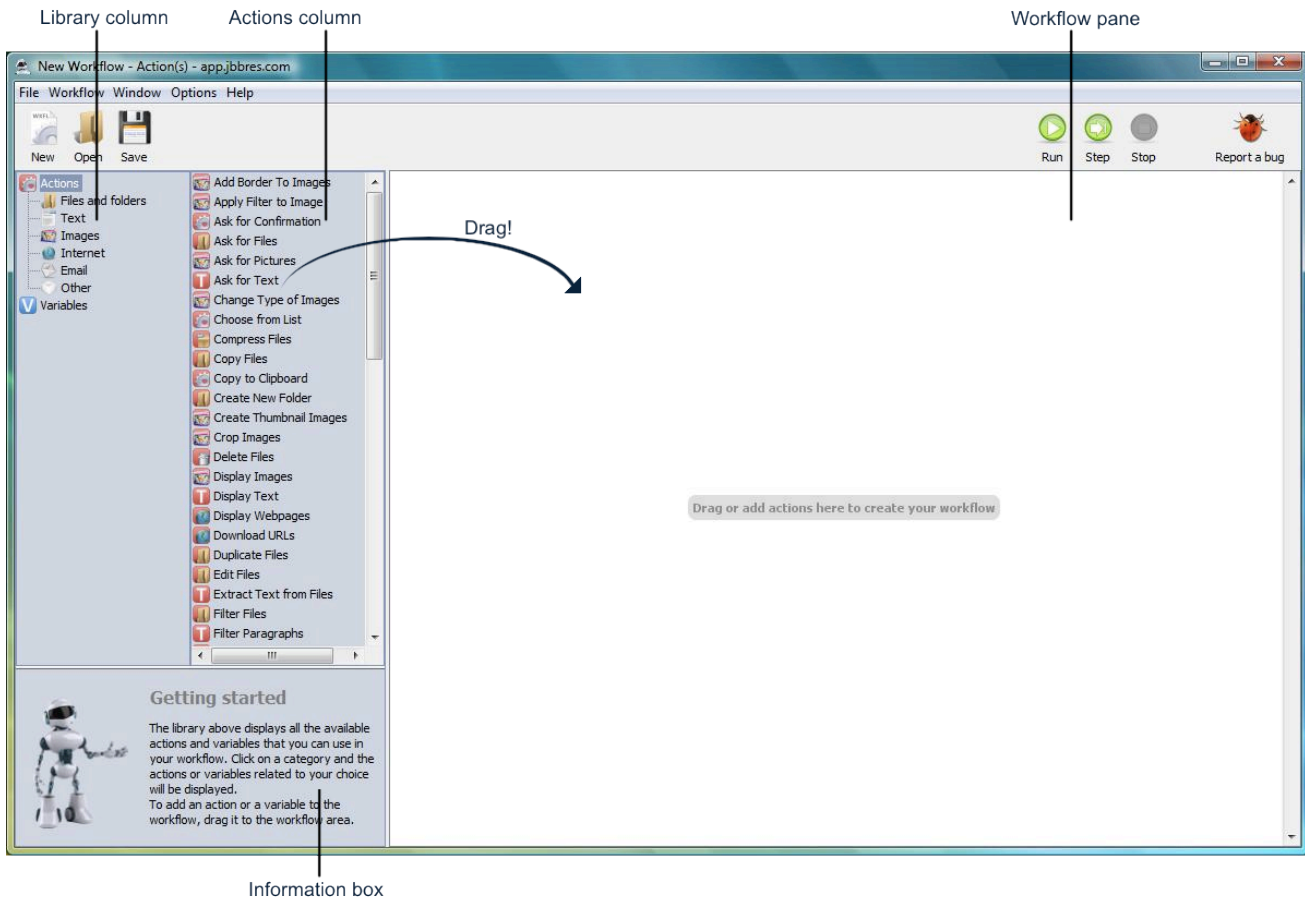 Library column
Actions column
Workflow pane
New Workflow - Action(s) - app.jbbres.com
File Workflow Window Options Help
WXFL
New
Open
Save
Run
Step
Stop
Report a bug
Actions
Files and folders
Text
Images
Internet
Email
Other
V Variables
Add Border To Images
Apply Filter to Image
Ask for Confirmation
Ask for Files
Ask for Pictures
T Ask for Text
Change Type of Images
Choose from List
Compress Files
Copy Files
Copy to Clipboard
Create New Folder
Create Thumbnail Images
Crop Images
Delete Files
Display Images
T Display Text
Display Webpages
Download URLs
Duplicate Files
Edit Files
T Extract Text from Files
Filter Files
T Filter Paragraphs
Drag!
Drag or add actions here to create your workflow
Getting started
The library above displays all the available
actions and variables that you can use in
your workflow. Click on a category and the
actions or variables related to your choice
will be displayed.
To add an action or a variable to the
workflow, drag it to the workflow area.
Information box